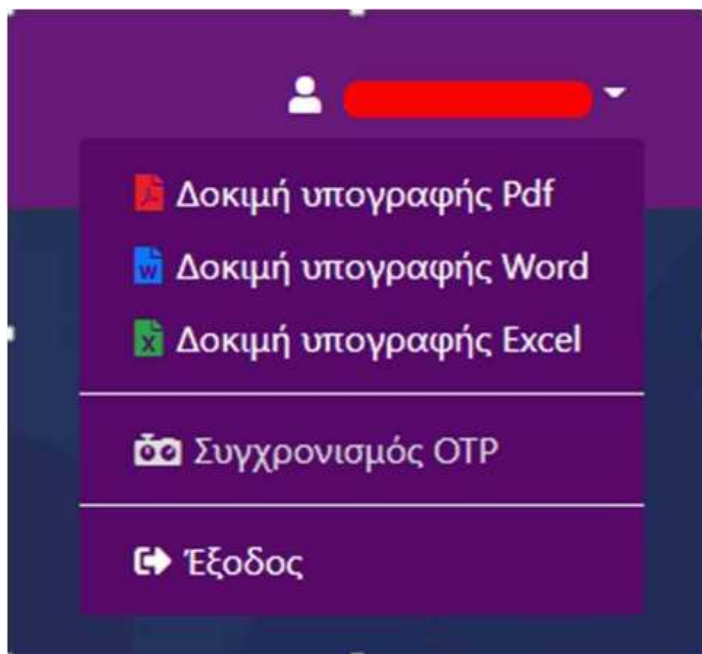 Δοκιμή υπογραφής Pdf
Δοκιμή υπογραφής Word
Δοκιμή υπογραφής Excel
Συγχρονισμός OTP
Έξοδος